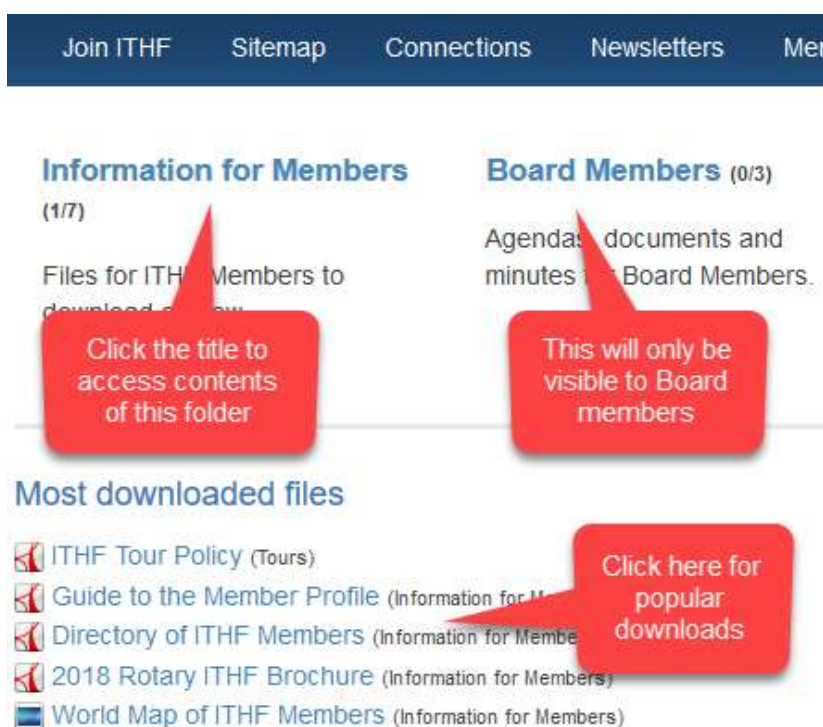 Join ITHF Sitemap Connections Newsletters Mer
Information for Members
(1/7)
Files for ITH Members to
Click the title to
access contents
of this folder
Board Members (0/3)
Agendas, documents and
minutes Board Members.
This will only be
visible to Board
members
Most downloaded files
ITHF Tour Policy (Tours)
Guide to the Member Profile (Information for M
Directory of ITHF Members (Information for Membe
2018 Rotary ITHF Brochure (Information for Members)
World Map of ITHF Members (Information for Members)
Click here for
popular
downloads